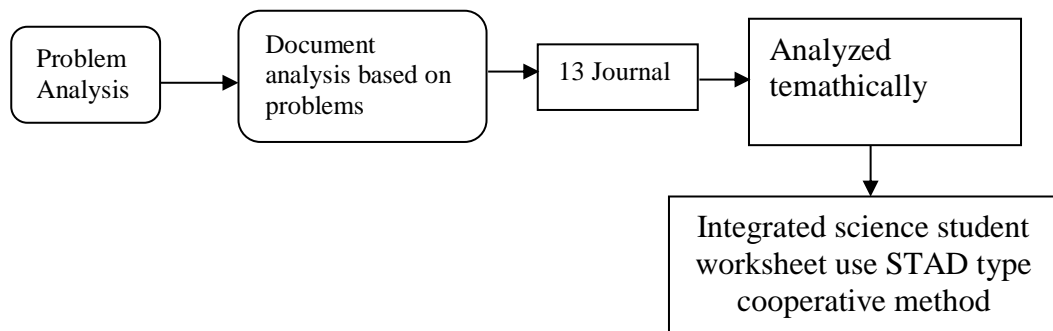 Problem
Analysis
Document
analysis based on
problems
13 Journal
Analyzed
temathically
Integrated science student
worksheet use STAD type
cooperative method